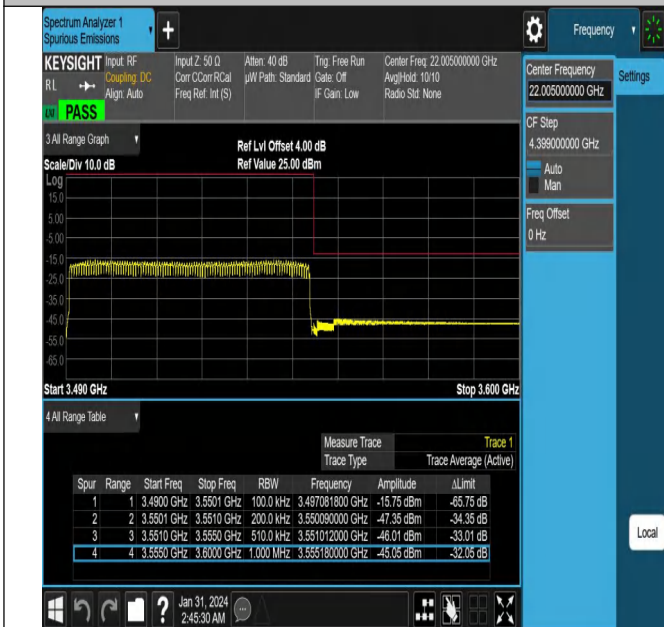 Spectrum Analyzer 1
Spurious Emissions
Frequency
KEYSIGHT Input: RF Input Z: 50 Ω Atten: 40 dB Trig: Free Run Center Freq: 22.005000000 GHz
RL Coupling: DC Corr CCorr RCal µW Path: Standard Gate: Off Avg|Hold: 10/10
Align: Auto Freq Ref: Int (S) IF Gain: Low Radio Std: None
PASS
Center Frequency
22.005000000 GHz
Settings
CF Step
4.399000000 GHz
Auto
Man
Freq Offset
0 Hz
3 All Range Graph
Ref Lvl Offset 4.00 dB
Scale/Div 10.0 dB Ref Value 25.00 dBm
Log
15.0
5.00
-5.00
-15.0
-25.0
-35.0
-45.0
-55.0
-65.0
Start 3.490 GHz Stop 3.600 GHz
4 All Range Table
Measure Trace Trace 1
Trace Type Trace Average (Active)
Spur Range Start Freq Stop Freq RBW Frequency Amplitude ΔLimit
1 1 3.4900 GHz 3.5501 GHz 100.0 kHz 3.497081800 GHz -15.75 dBm -65.75 dB
2 2 3.5501 GHz 3.5510 GHz 200.0 kHz 3.550090000 GHz -47.35 dBm -34.35 dB
3 3 3.5510 GHz 3.5550 GHz 510.0 kHz 3.551012000 GHz -46.01 dBm -33.01 dB
4 4 3.5550 GHz 3.6000 GHz 1.000 MHz 3.555180000 GHz -45.05 dBm -32.05 dB
Local
Jan 31, 2024
2:45:30 AM